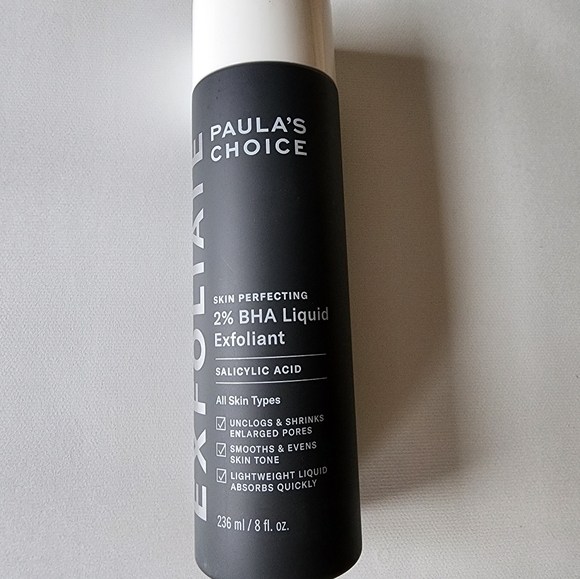 EXFOLIATE
PAULA'S
CHOICE
SKIN PERFECTING
2% BHA Liquid
Exfoliant
SALICYLIC ACID
All Skin Types
UNCLOGS & SHRINKS
ENLARGED PORES
SMOOTHS & EVENS
SKIN TONE
LIGHTWEIGHT LIQUID
ABSORBS QUICKLY
236 ml / 8 fl. oz.